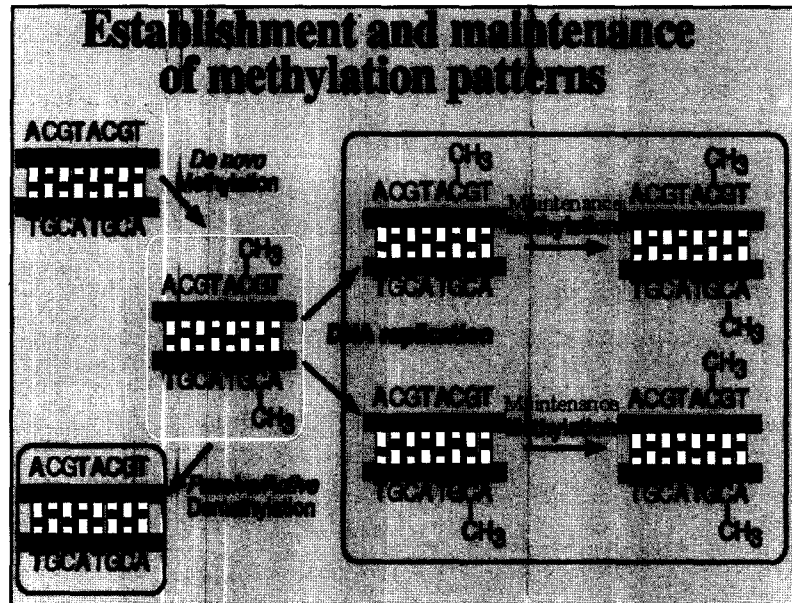 Establishment and maintenance
of methylation patterns
ACGTACGT
TGCATGCA
De novo
Methylation
CH3
ACGTACGT
TGCATGCA
CH3
Demethylation
ACGTACGT
TGCATGCA
DNA replication
CH3
ACGTACGT
TGCATGCA
Maintenance
Methylation
CH3
ACGTACGT
TGCATGCA
CH3
ACGTACGT
TGCATGCA
CH3
Maintenance
Methylation
CH3
ACGTACGT
TGCATGCA
CH3